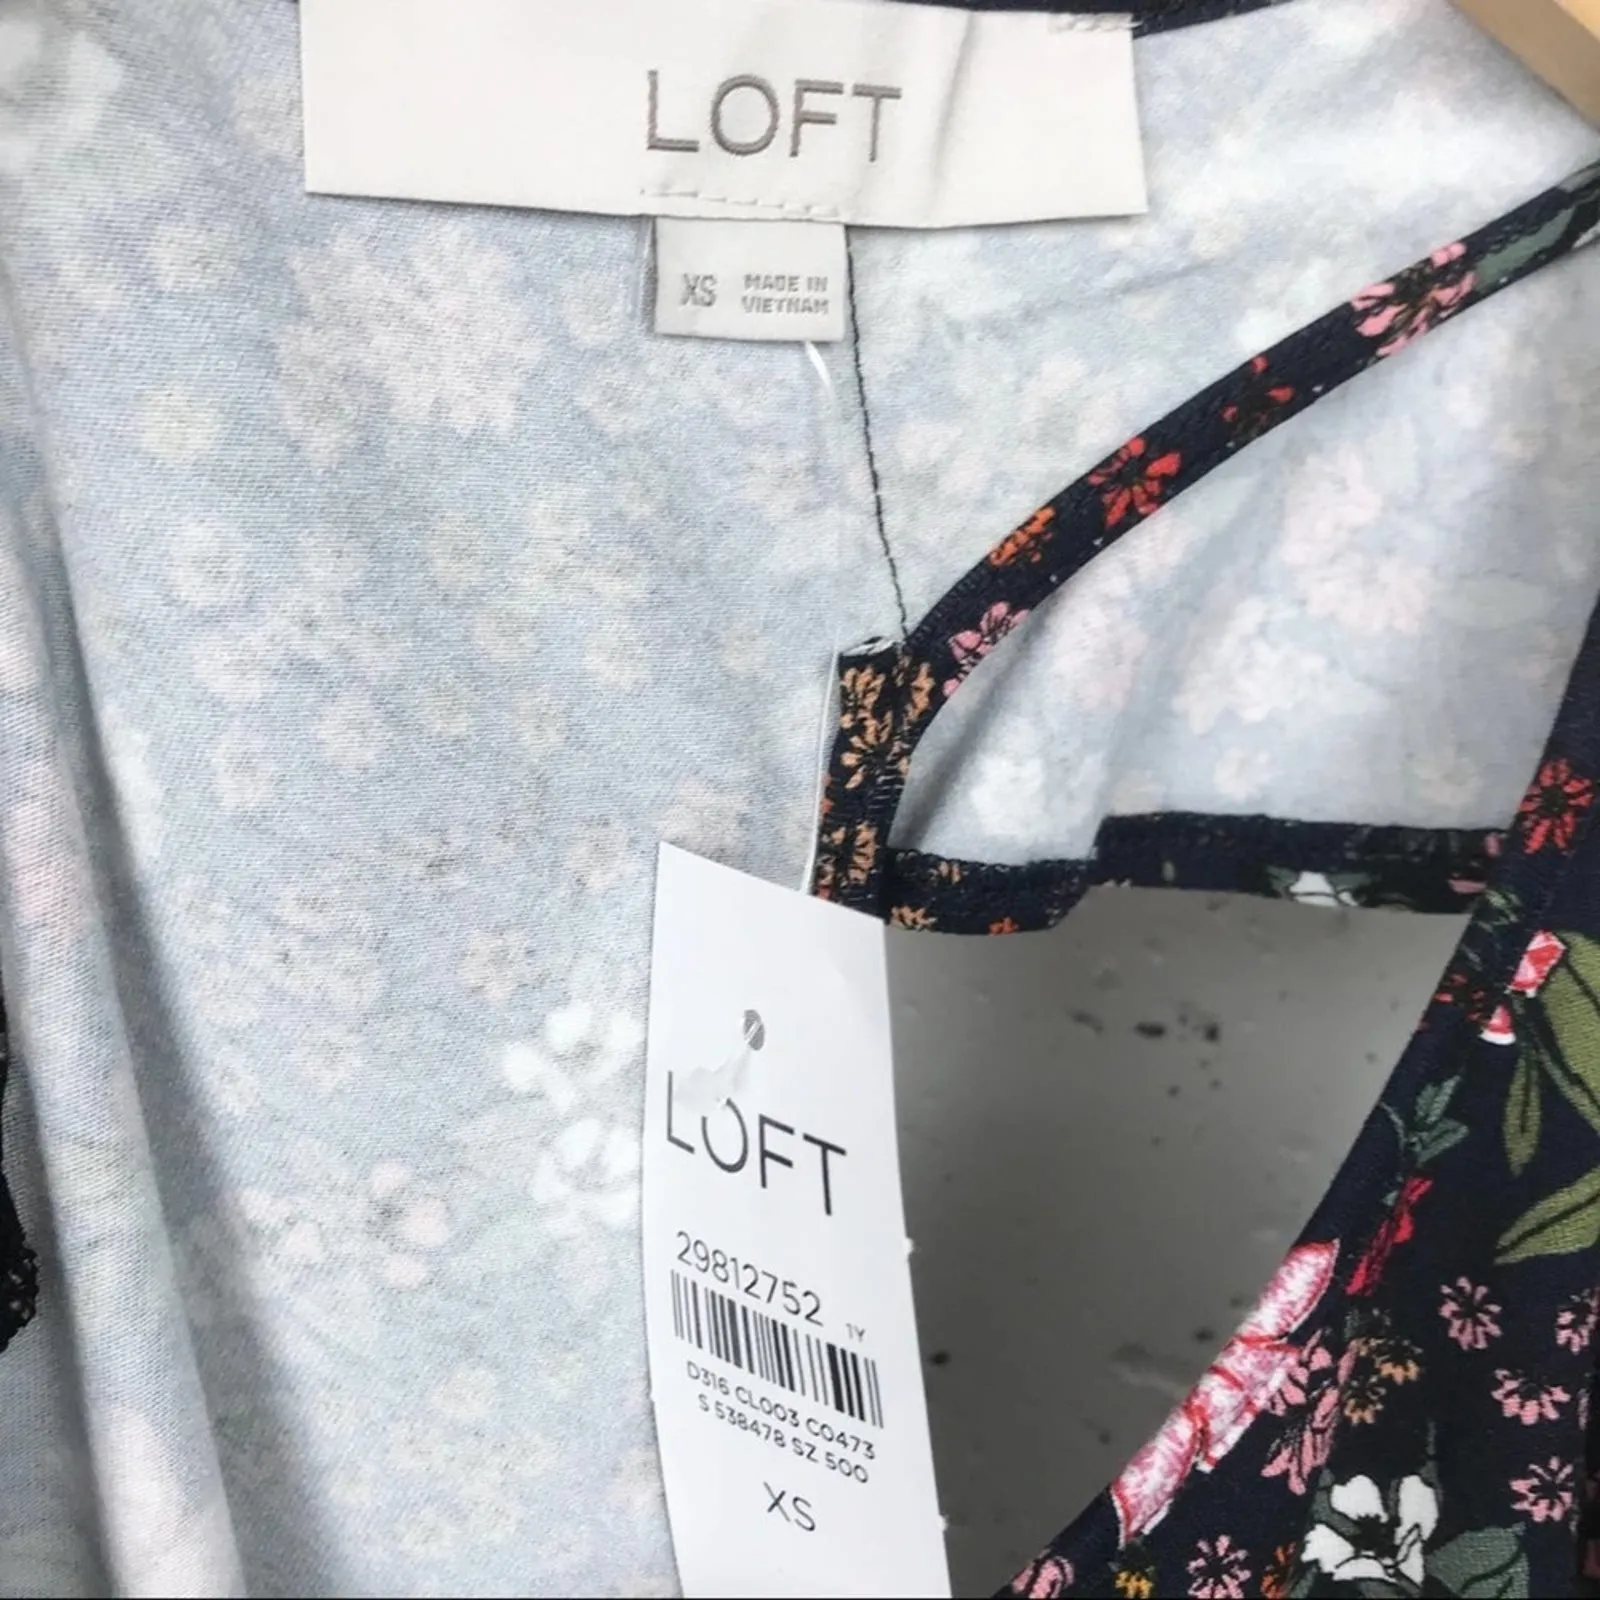 LOFT
XS MADE IN
VIETNAM
LOFT
29812752
1Y
D316 CL003 C0473
S 538478 SZ 500
XS